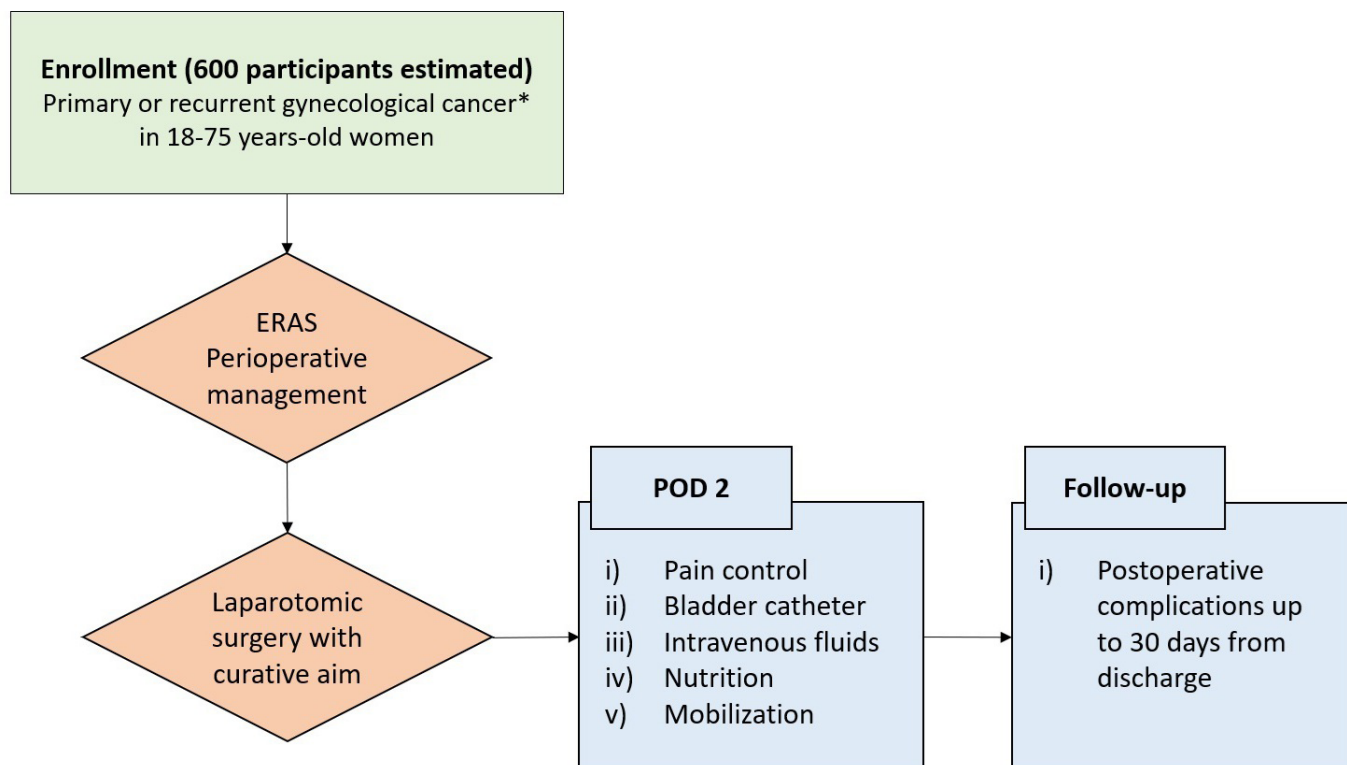 Enrollment (600 participants estimated)
Primary or recurrent gynecological cancer*
in 18-75 years-old women
ERAS
Perioperative
management
Laparotomic
surgery with
curative aim
POD 2
i) Pain control
ii) Bladder catheter
iii) Intravenous fluids
iv) Nutrition
v) Mobilization
Follow-up
i) Postoperative
complications up
to 30 days from
discharge